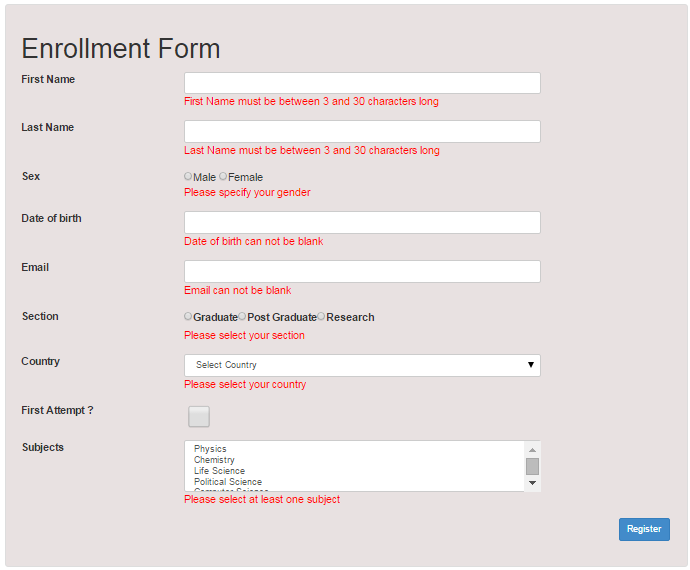 Enrollment Form
First Name
First Name must be between 3 and 30 characters long
Last Name
Last Name must be between 3 and 30 characters long
Sex
Male Female
Please specify your gender
Date of birth
Date of birth can not be blank
Email
Email can not be blank
Section
Graduate Post Graduate Research
Please select your section
Country
Select Country
Please select your country
First Attempt ?
Subjects
Physics
Chemistry
Life Science
Political Science
Computer Science
Please select at least one subject
Register